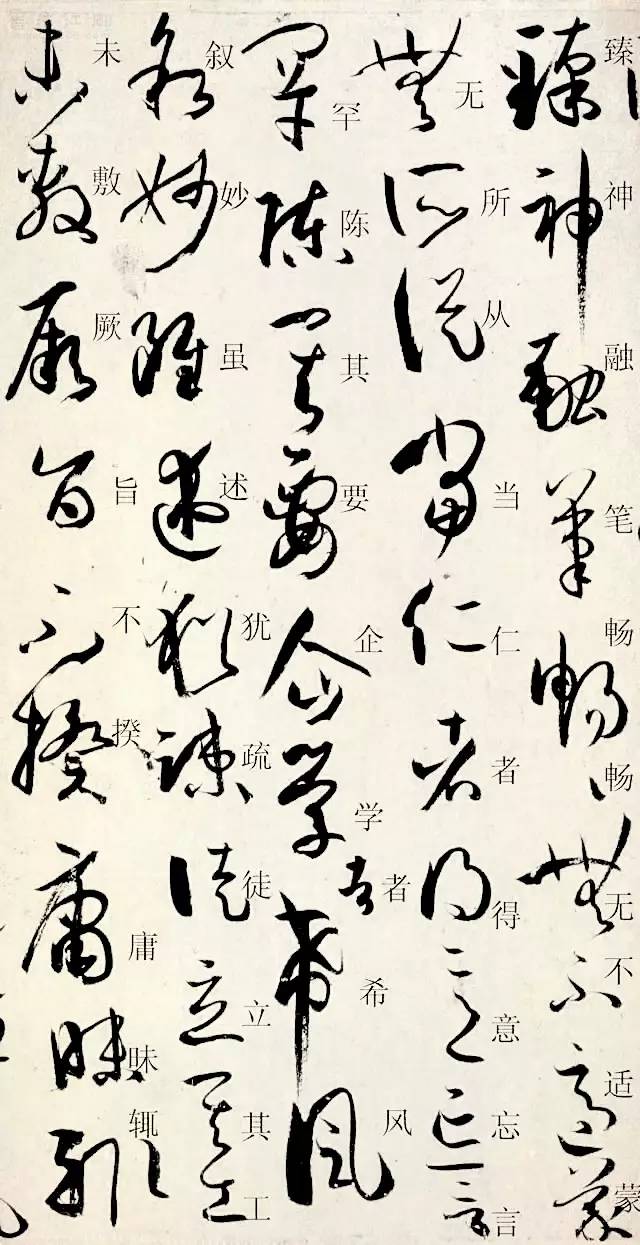 臻神融笔畅畅无不适蒙
无所从当仁者得意忘言
罕陈其要企学者希风
叙妙虽述犹疏徒立其工
未敷厥旨不揆庸昧辄